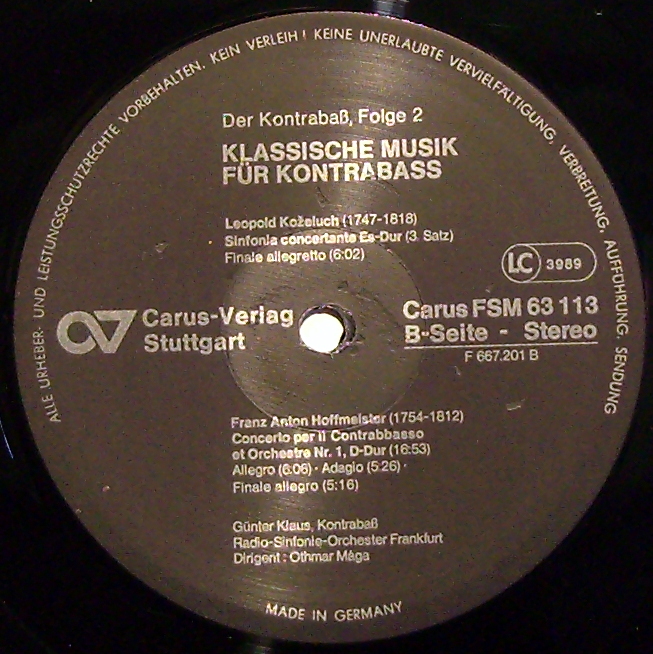 ALLE URHEBER- UND LEISTUNGSSCHUTZRECHTE VORBEHALTEN. KEIN VERLEIH! KEINE UNERLAUBTE VERVIELFÄLTIGUNG, VERBREITUNG, AUFFÜHRUNG, SENDUNG
Der Kontrabaß, Folge 2
KLASSISCHE MUSIK
FÜR KONTRABASS
Leopold Koželuch (1747-1818)
Sinfonia concertante Es-Dur (3. Satz)
Finale allegretto (6:02)
LC 3989
Carus-Verlag
Stuttgart
Carus FSM 63 113
B-Seite - Stereo
F 667.201 B
Franz Anton Hoffmeister (1754-1812)
Concerto per il Contrabbasso
et Orchestre Nr. 1, D-Dur (16:53)
Allegro (6:06) · Adagio (5:26) ·
Finale allegro (5:16)
Günter Klaus, Kontrabaß
Radio-Sinfonie-Orchester Frankfurt
Dirigent: Othmar Mága
MADE IN GERMANY